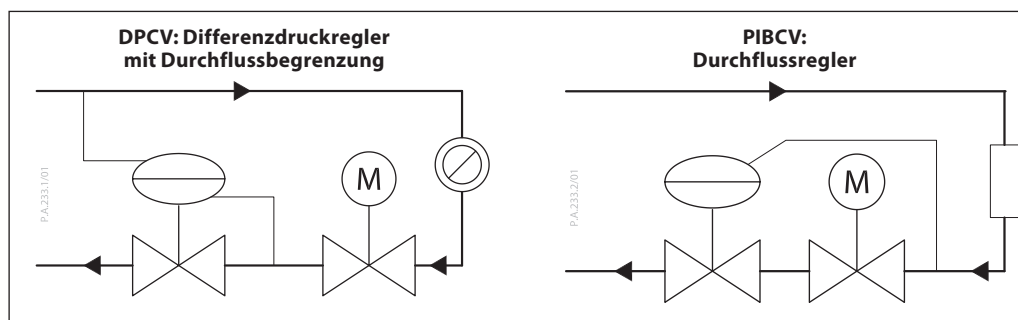 DPCV: Differenzdruckregler
mit Durchflussbegrenzung
M
P.A.233.1/01
PIBCV:
Durchflussregler
M
P.A.233.2/01